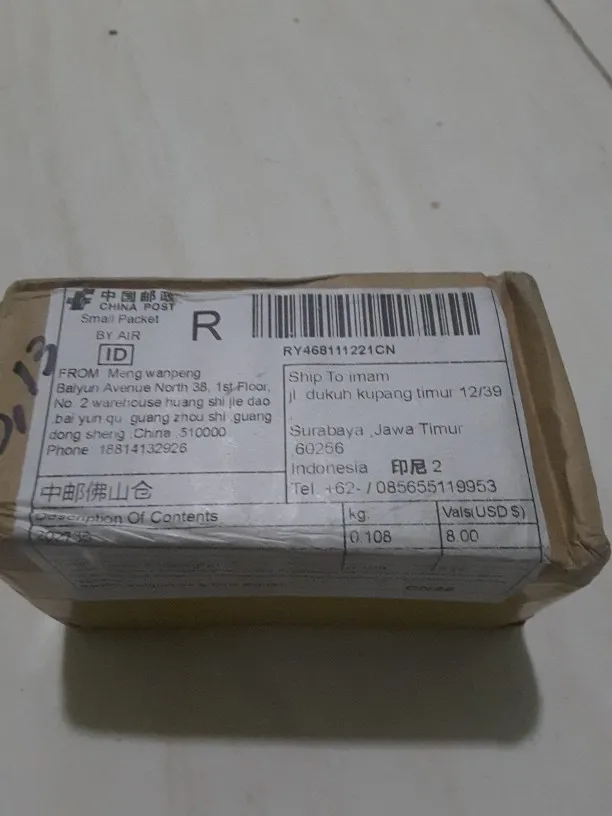 中国邮政
CHINA POST
Small Packet
BY AIR
ID
R
RY468111221CN
FROM Meng wanpeng
Baiyun Avenue North 38, 1st Floor,
No. 2 warehouse huang shi jie dao
,bai yun qu guang zhou shi ,guang
dong sheng ,China ,510000
Phone 18814132926
中邮佛山仓
Ship To imam
jl dukuh kupang timur 12/39
Surabaya ,Jawa Timur
60256
Indonesia 印尼 2
Tel +62- / 085655119953
Description Of Contents kg. Vals(USD $)
0.108 8.00